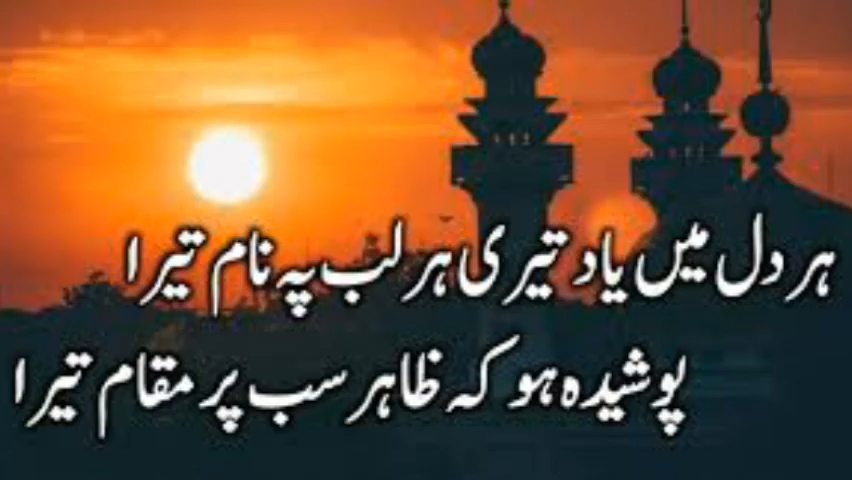 ہر دل میں یاد تیری ہر لب پہ نام تیرا
پوشیدہ ہو کہ ظاہر سب پر مقام تیرا